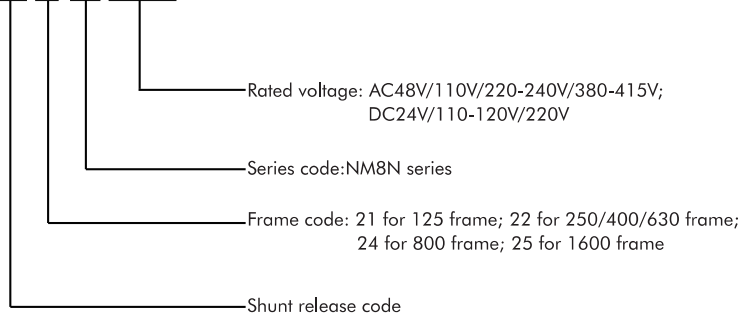 Rated voltage: AC48V/110V/220-240V/380-415V;
DC24V/110-120V/220V
Series code:NM8N series
Frame code: 21 for 125 frame; 22 for 250/400/630 frame;
24 for 800 frame; 25 for 1600 frame
Shunt release code